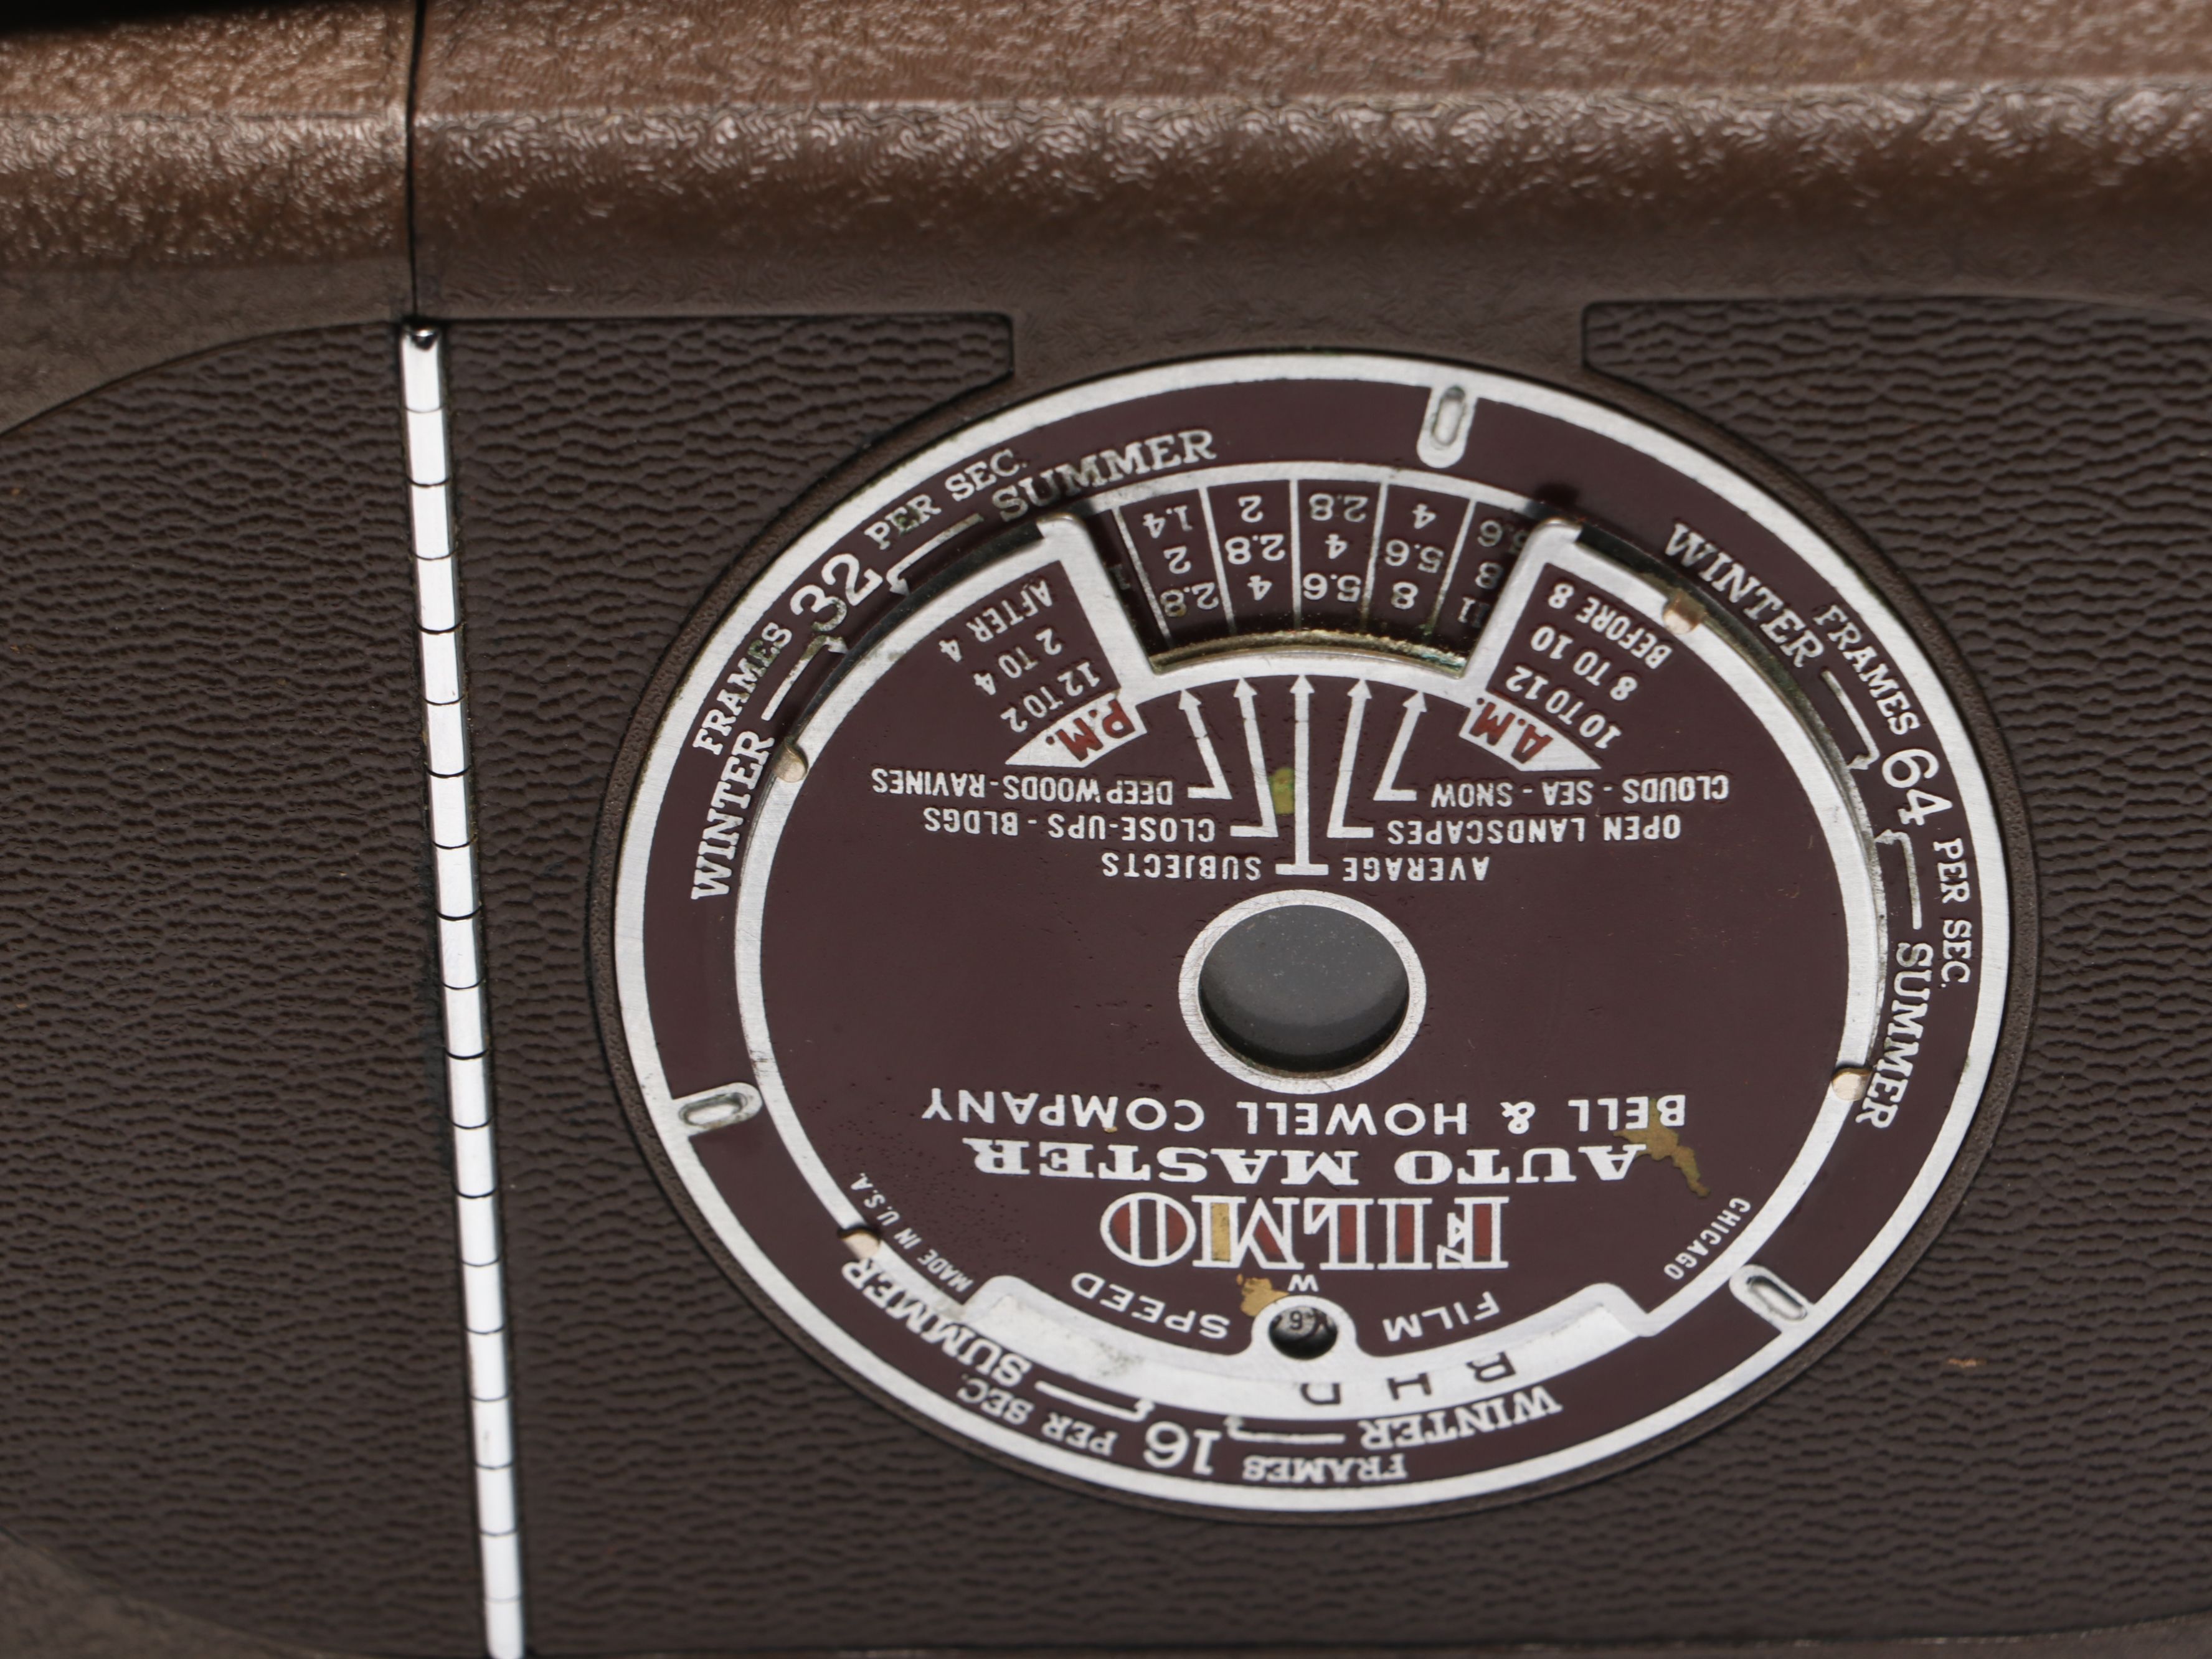 FRAMES 16 PER SEC.
WINTER
SUMMER
FILM SPEED
W
CHICAGO
MADE IN U.S.A.
FILMO
AUTO MASTER
BELL & HOWELL COMPANY
AVERAGE SUBJECTS
OPEN LANDSCAPES
CLOSE-UPS - BLDGS
CLOUDS - SEA - SNOW
DEEP WOODS - RAVINES
A.M.
10 TO 12
8 TO 10
BEFORE 8
P.M.
12 TO 2
2 TO 4
AFTER 4
11 8 5.6 4 2.8
8 5.6 4 2.8 2
5.6 4 2.8 2 1.4
WINTER
FRAMES 64 PER SEC.
SUMMER
WINTER
FRAMES 32 PER SEC.
SUMMER